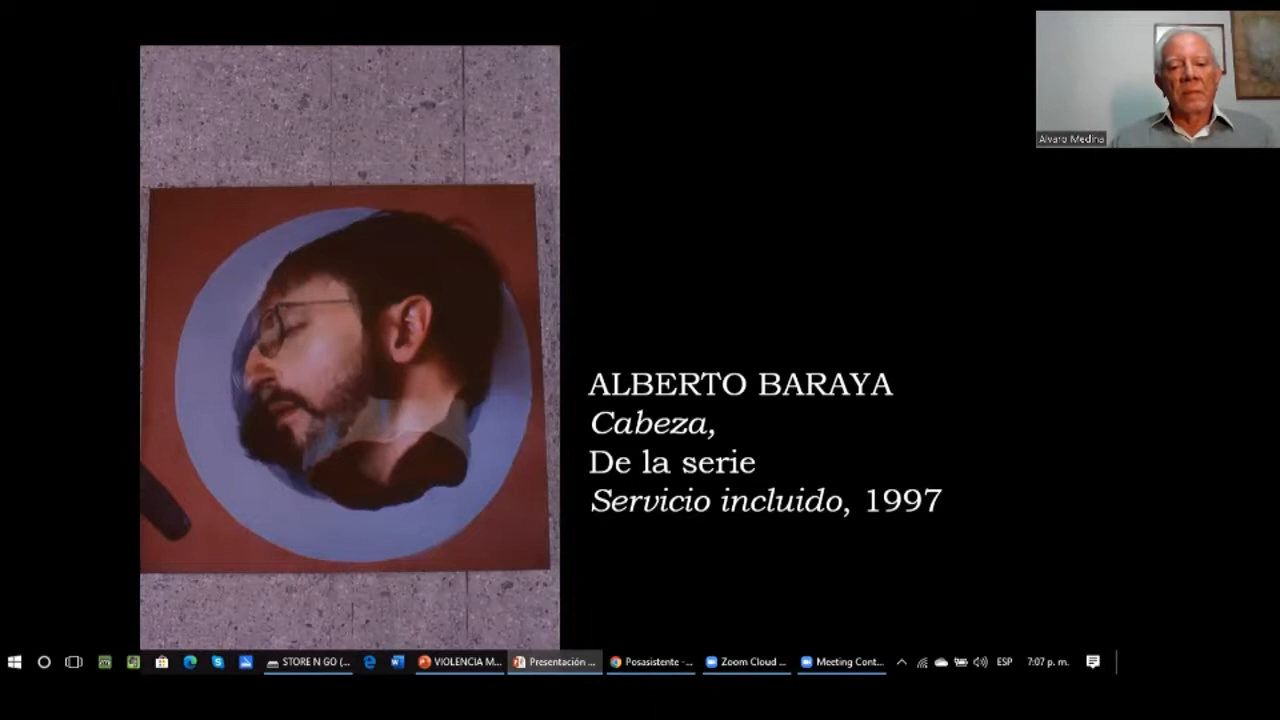 Alvaro Medina
ALBERTO BARAYA
Cabeza,
De la serie
Servicio incluido, 1997
STORE N GO (...
VIOLENCIA M...
Presentación ...
Posasistente -...
Zoom Cloud ...
Meeting Cont...
ESP
7:07 p. m.